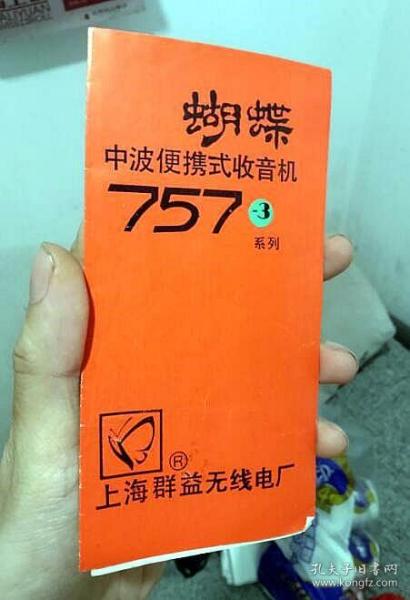 蝴蝶
中波便携式收音机
757-3
系列
®
上海群益无线电厂
孔夫子旧书网
www.kongfz.com